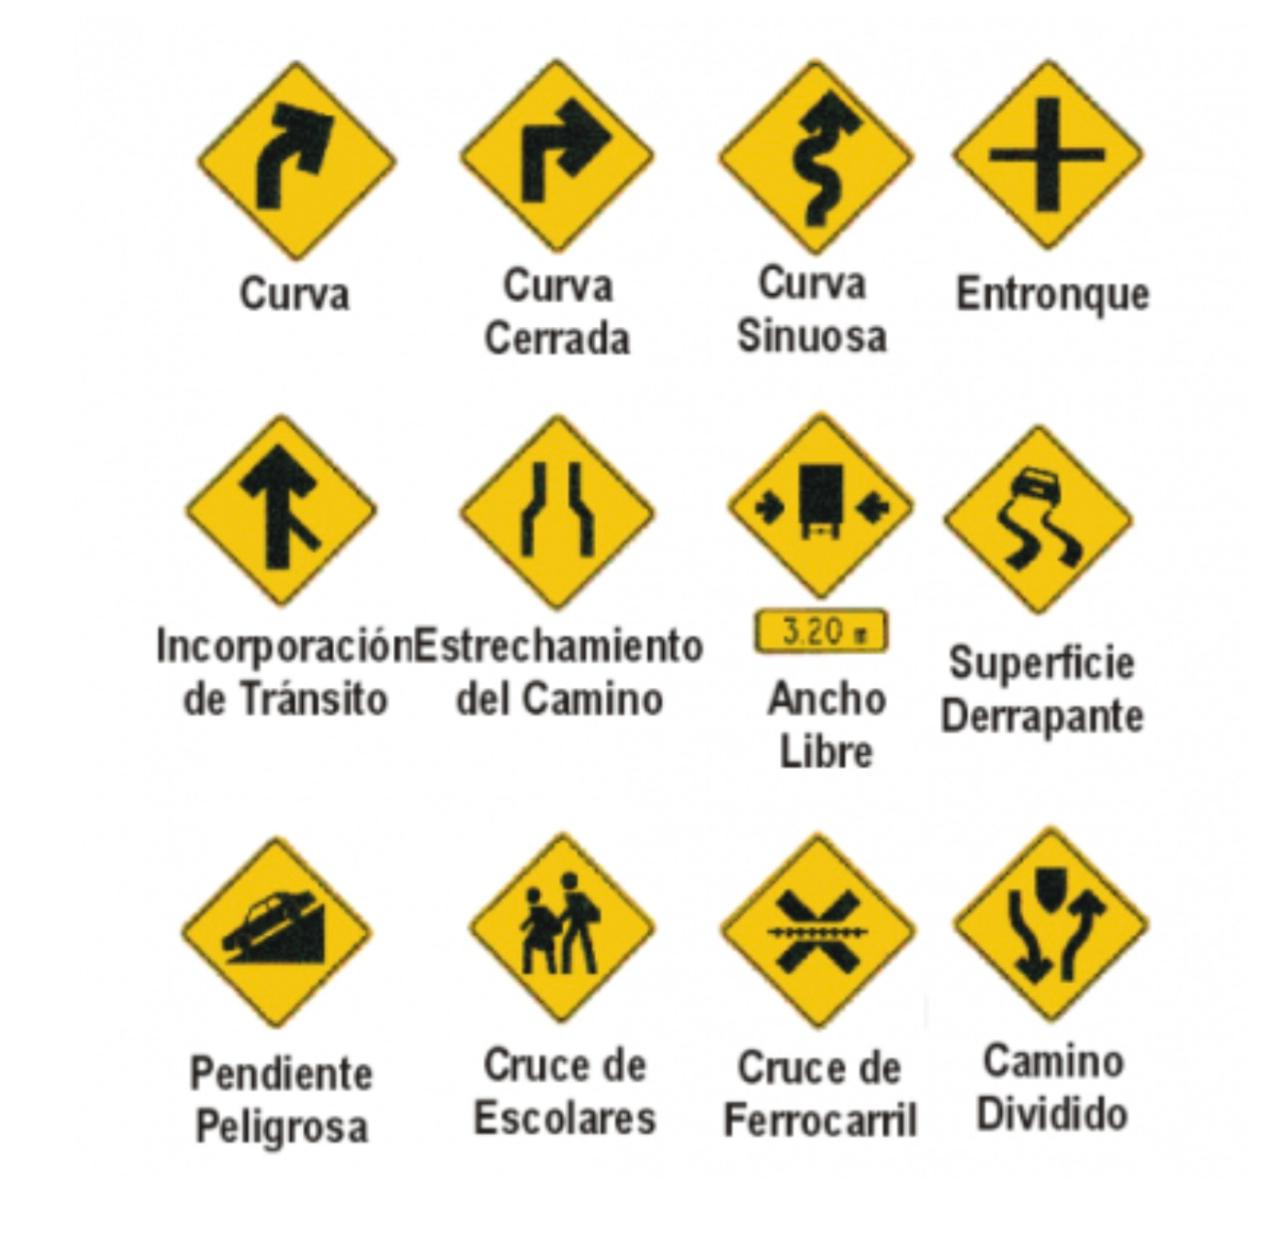 Curva
Curva
Cerrada
Curva
Sinuosa
Entronque
Incorporación
de Tránsito
Estrechamiento
del Camino
3.20 m
Ancho
Libre
Superficie
Derrapante
Pendiente
Peligrosa
Cruce de
Escolares
Cruce de
Ferrocarril
Camino
Dividido